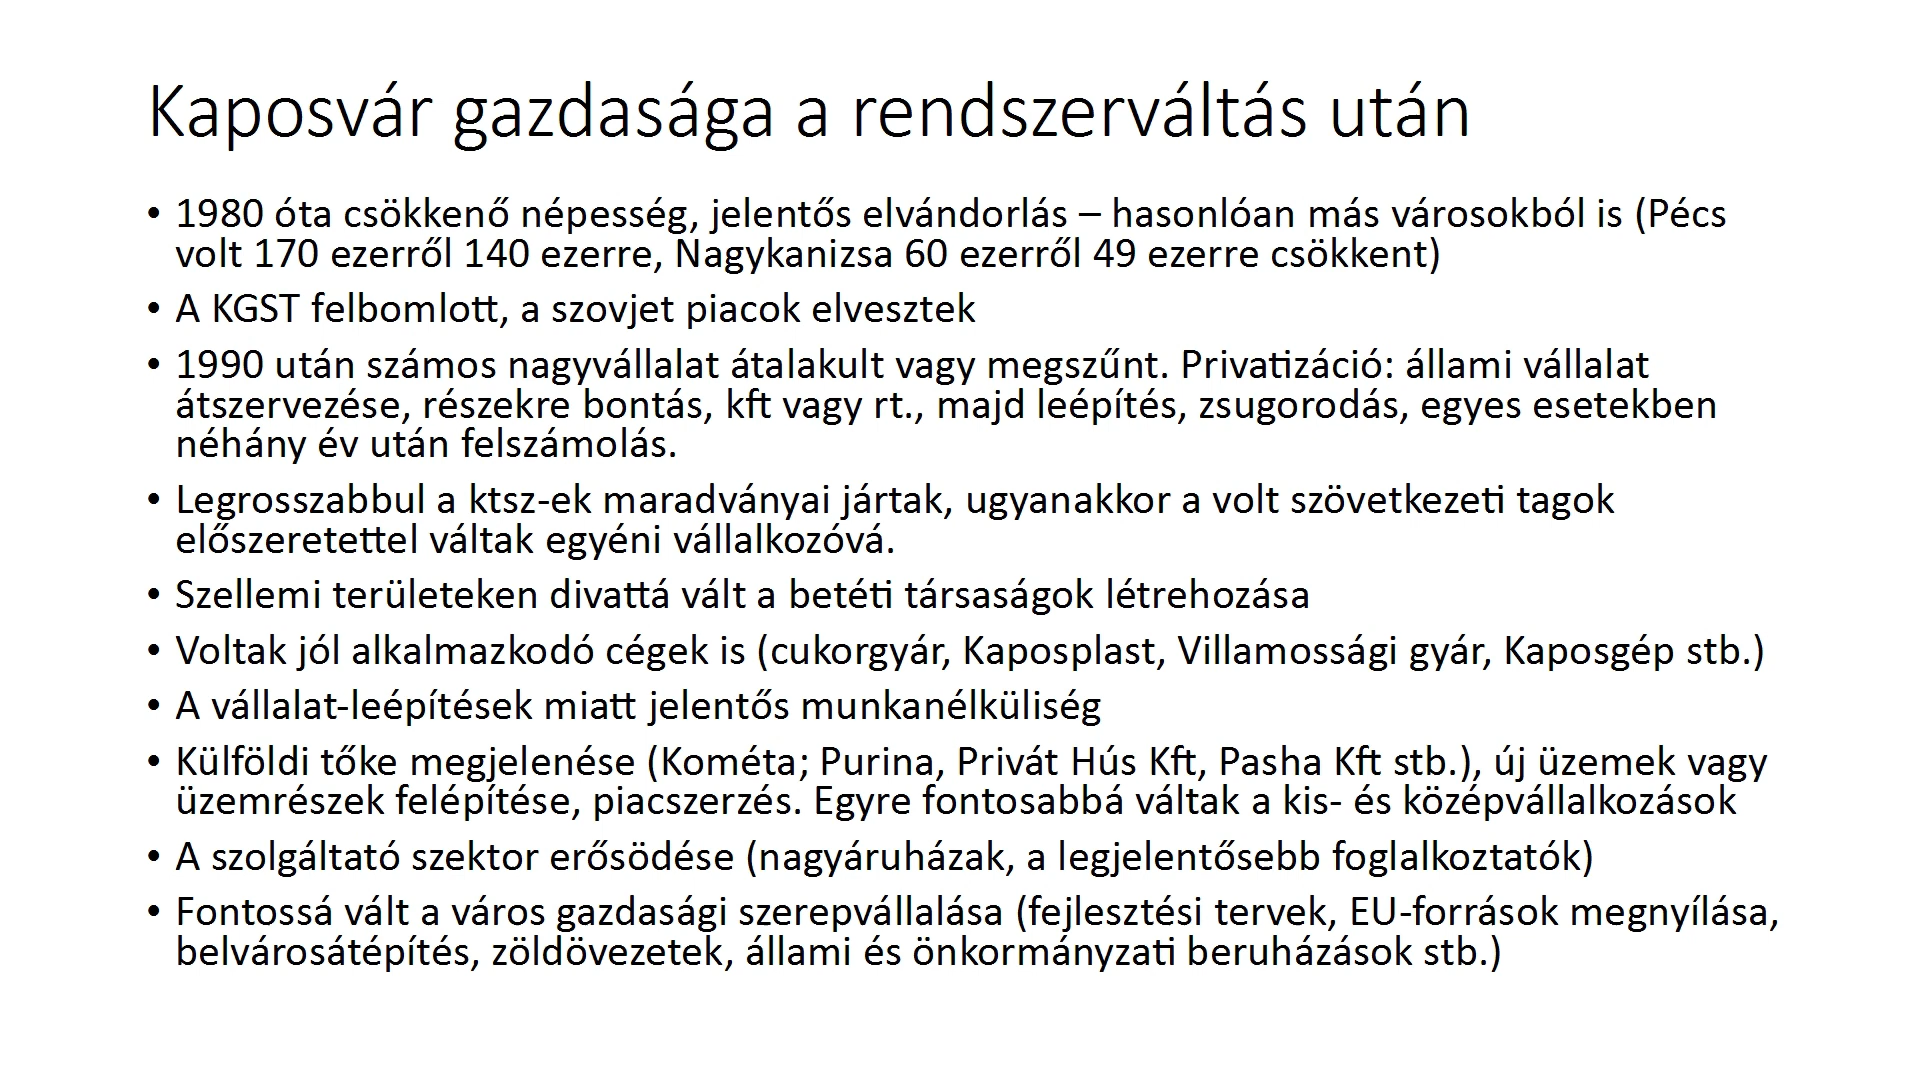 Kaposvár gazdasága a rendszerváltás után
• 1980 óta csökkenő népesség, jelentős elvándorlás – hasonlóan más városokból is (Pécs
volt 170 ezerről 140 ezerre, Nagykanizsa 60 ezerről 49 ezerre csökkent)
• A KGST felbomlott, a szovjet piacok elvesztek
• 1990 után számos nagyvállalat átalakult vagy megszűnt. Privatizáció: állami vállalat
átszervezése, részekre bontás, kft vagy rt., majd leépítés, zsugorodás, egyes esetekben
néhány év után felszámolás.
• Legrosszabbul a ktsz-ek maradványai jártak, ugyanakkor a volt szövetkezeti tagok
előszeretettel váltak egyéni vállalkozóvá.
• Szellemi területeken divattá vált a betéti társaságok létrehozása
• Voltak jól alkalmazkodó cégek is (cukorgyár, Kaposplast, Villamossági gyár, Kaposgép stb.)
• A vállalat-leépítések miatt jelentős munkanélküliség
• Külföldi tőke megjelenése (Kométa; Purina, Privát Hús Kft, Pasha Kft stb.), új üzemek vagy
üzemrészek felépítése, piacszerzés. Egyre fontosabbá váltak a kis- és középvállalkozások
• A szolgáltató szektor erősödése (nagyáruházak, a legjelentősebb foglalkoztatók)
• Fontossá vált a város gazdasági szerepvállalása (fejlesztési tervek, EU-források megnyílása,
belvárosátépítés, zöldövezetek, állami és önkormányzati beruházások stb.)